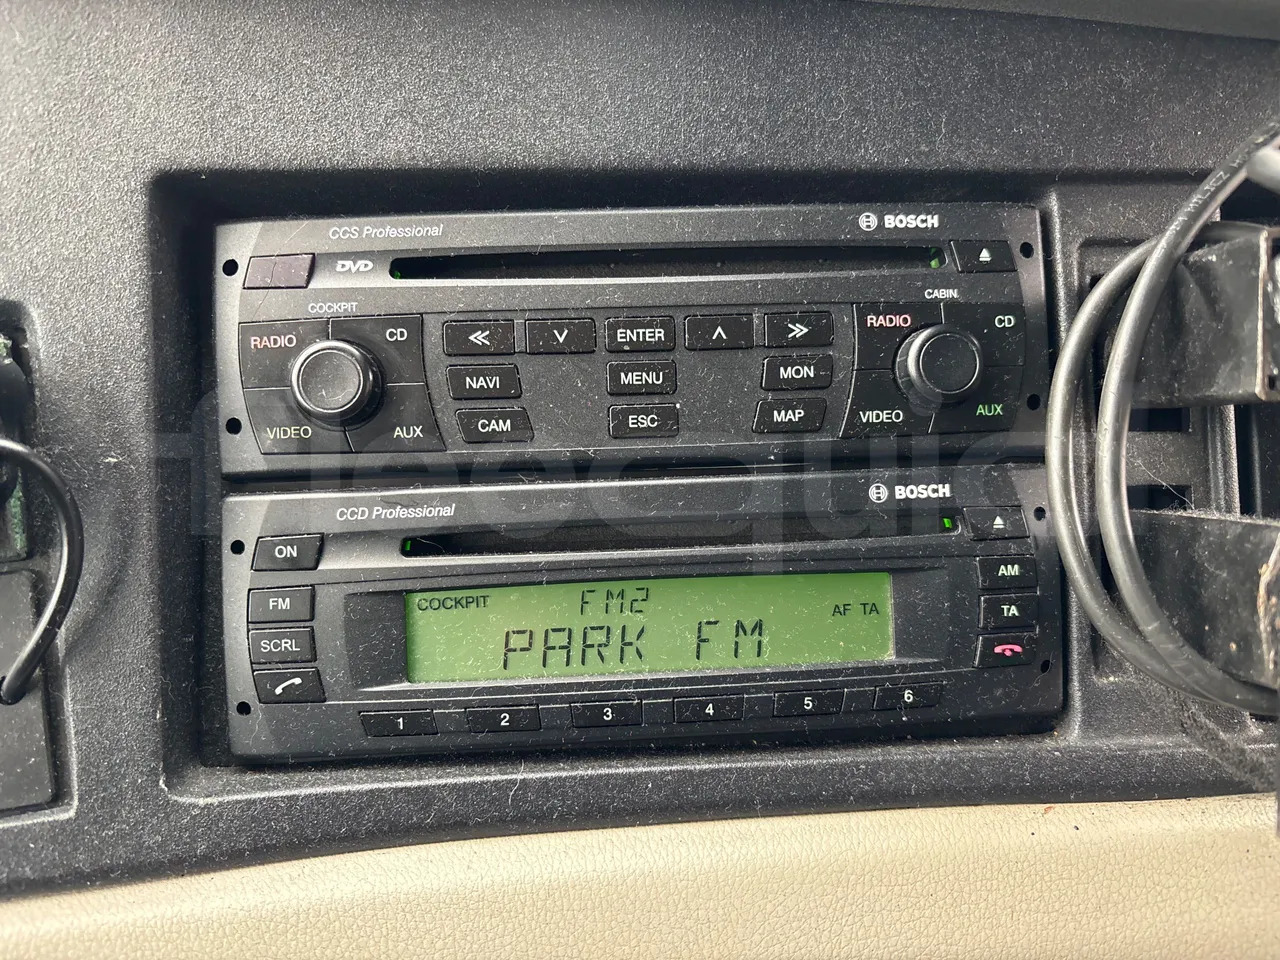 BOSCH
CCS Professional
DVD
COCKPIT
CABIN
RADIO
CD
VIDEO
AUX
<<
ENTER
>>
NAVI
MENU
MON
CAM
ESC
MAP
RADIO
CD
VIDEO
AUX
BOSCH
CCD Professional
ON
FM
SCRL
AM
TA
COCKPIT FM2 AF TA
PARK FM
1 2 3 4 5 6
fleequid